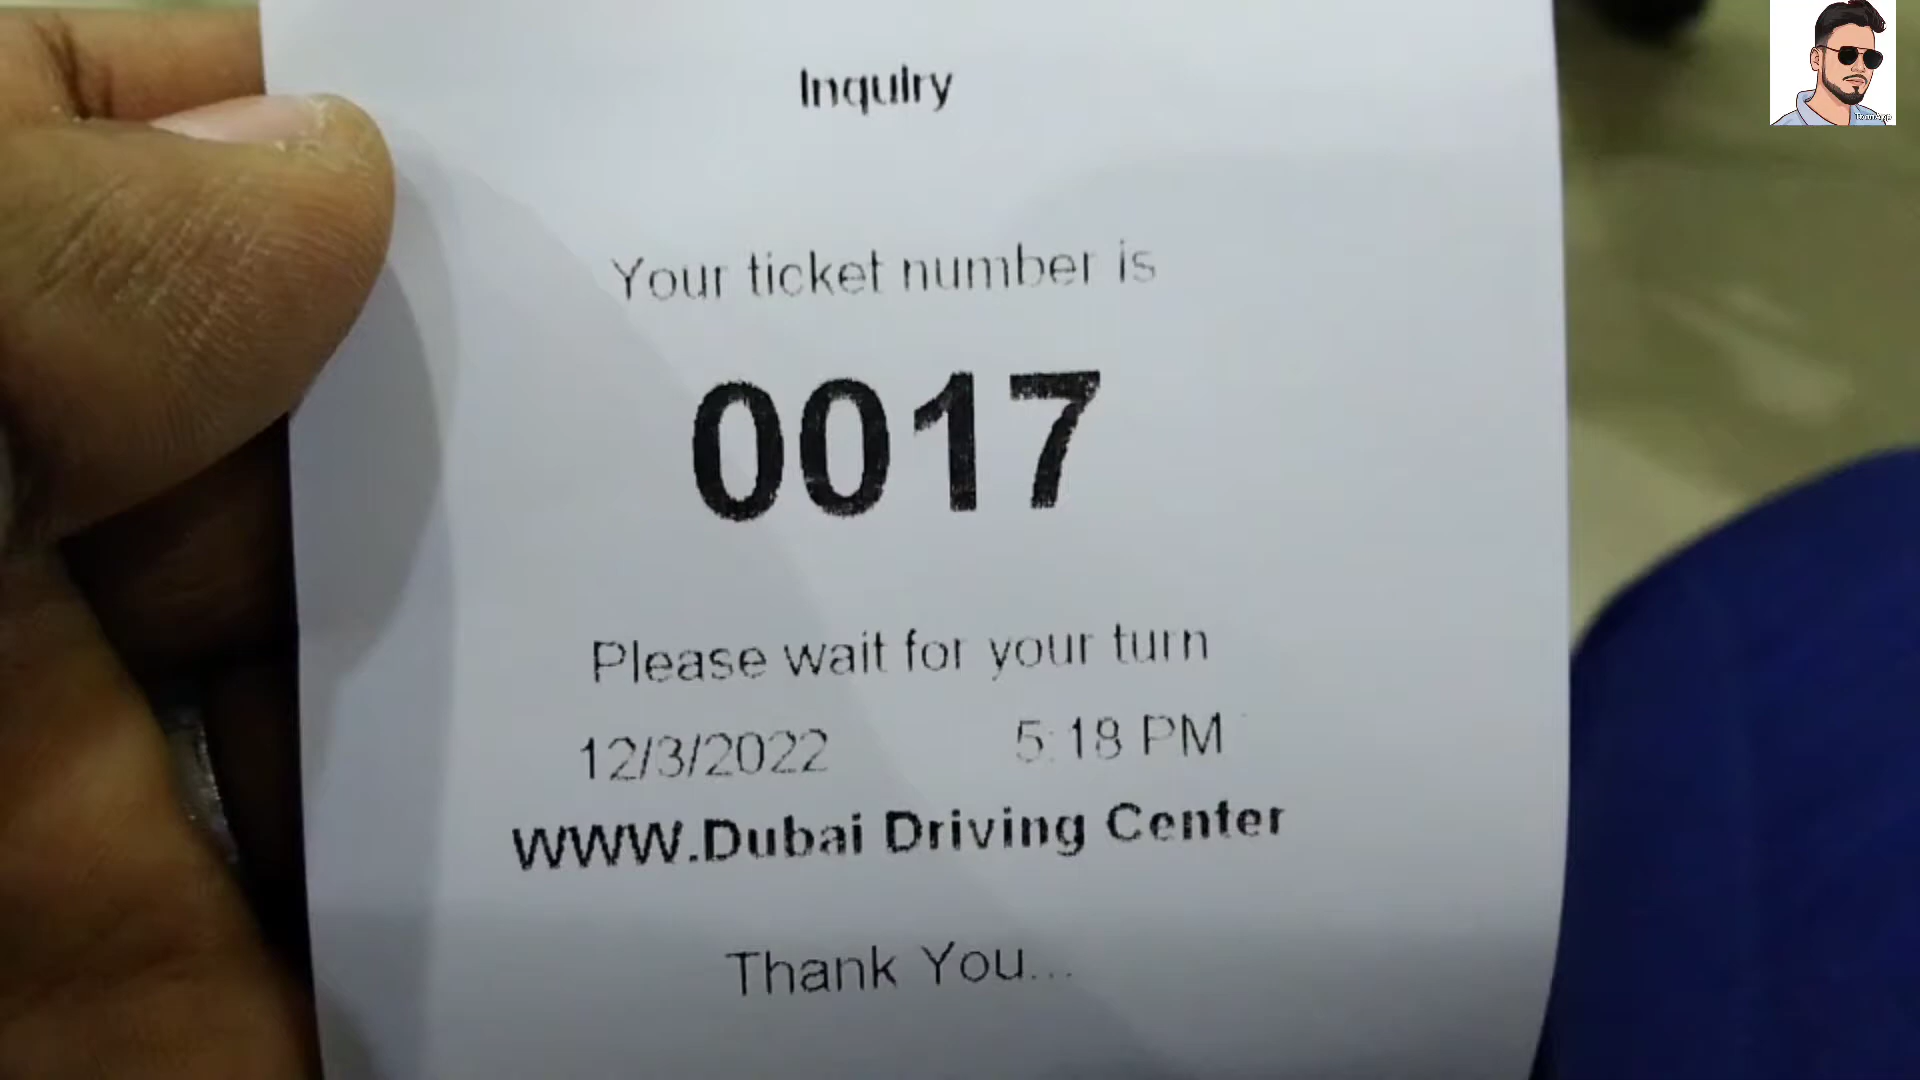 Inquiry
Your ticket number is
0017
Please wait for your turn
12/3/2022 5:18 PM
WWW.Dubai Driving Center
Thank You...